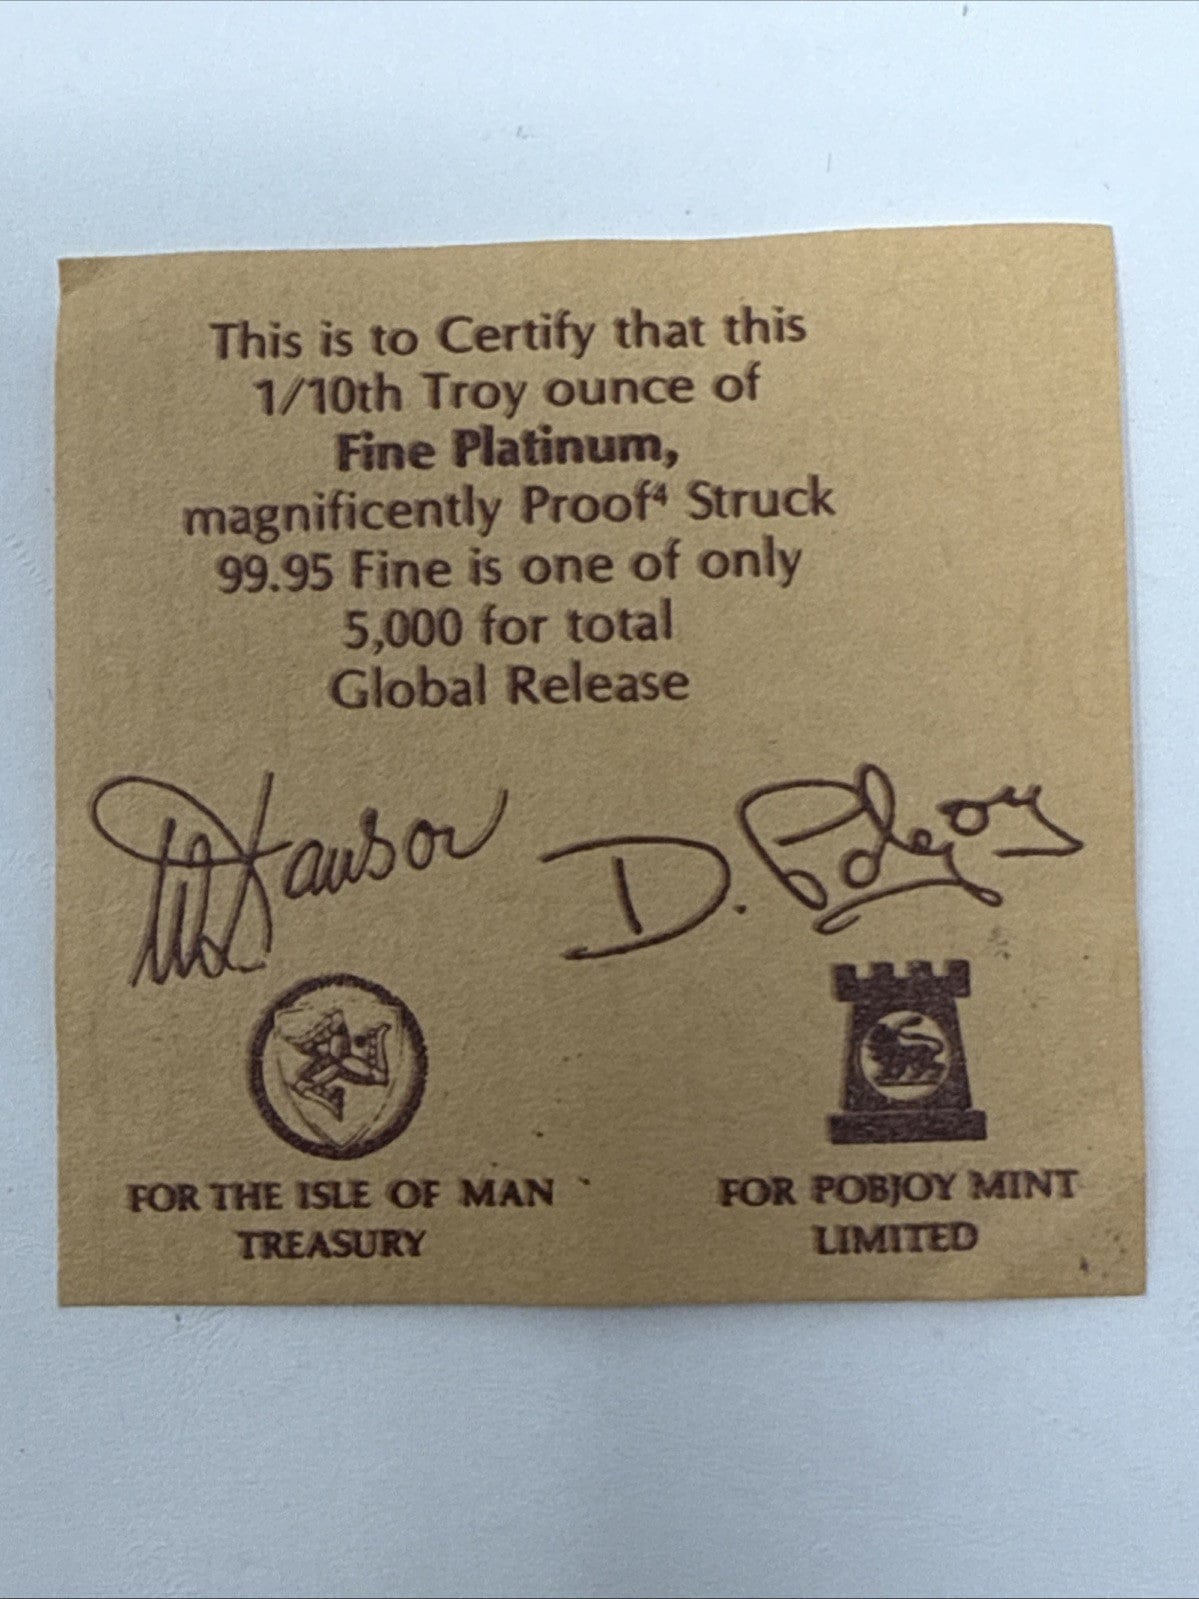 This is to Certify that this
1/10th Troy ounce of
Fine Platinum,
magnificently Proof⁴ Struck
99.95 Fine is one of only
5,000 for total
Global Release
D. Pobjoy
FOR THE ISLE OF MAN
TREASURY
FOR POBJOY MINT
LIMITED